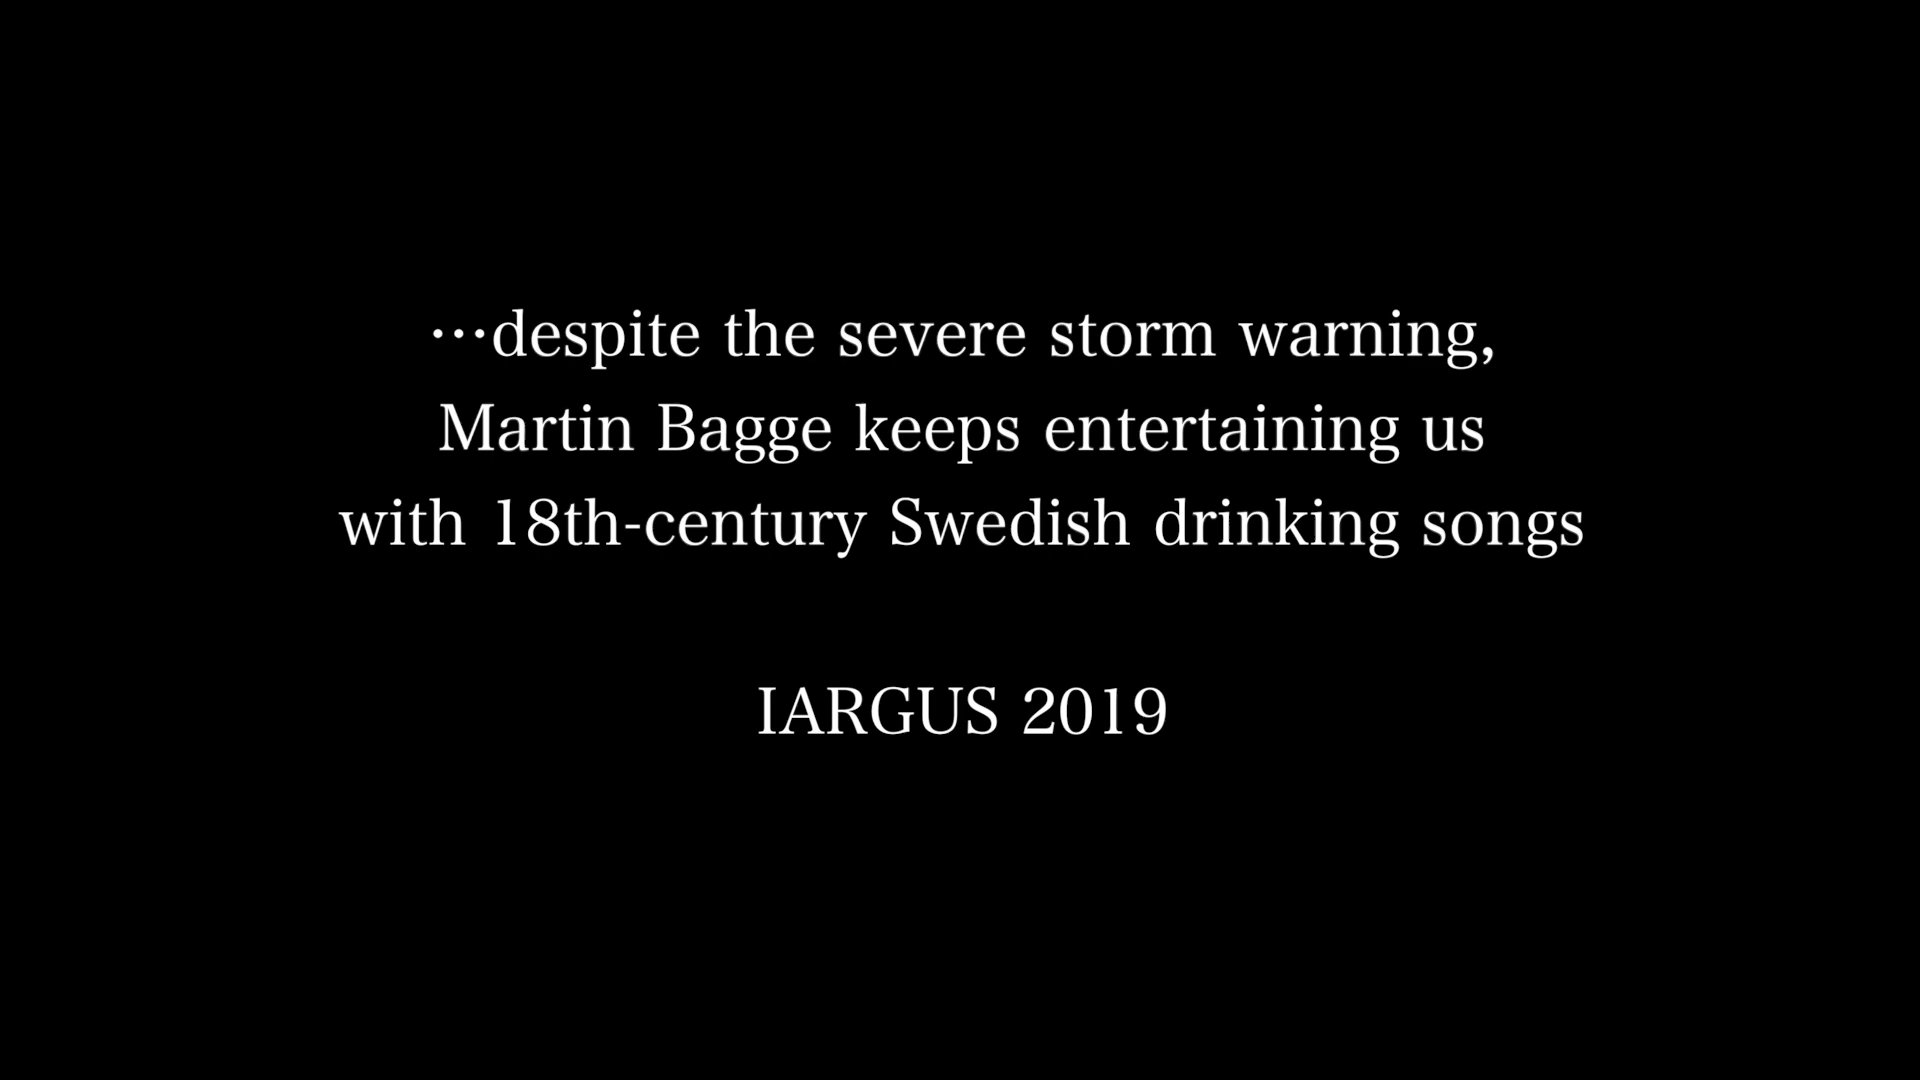 …despite the severe storm warning,
Martin Bagge keeps entertaining us
with 18th-century Swedish drinking songs
IARGUS 2019